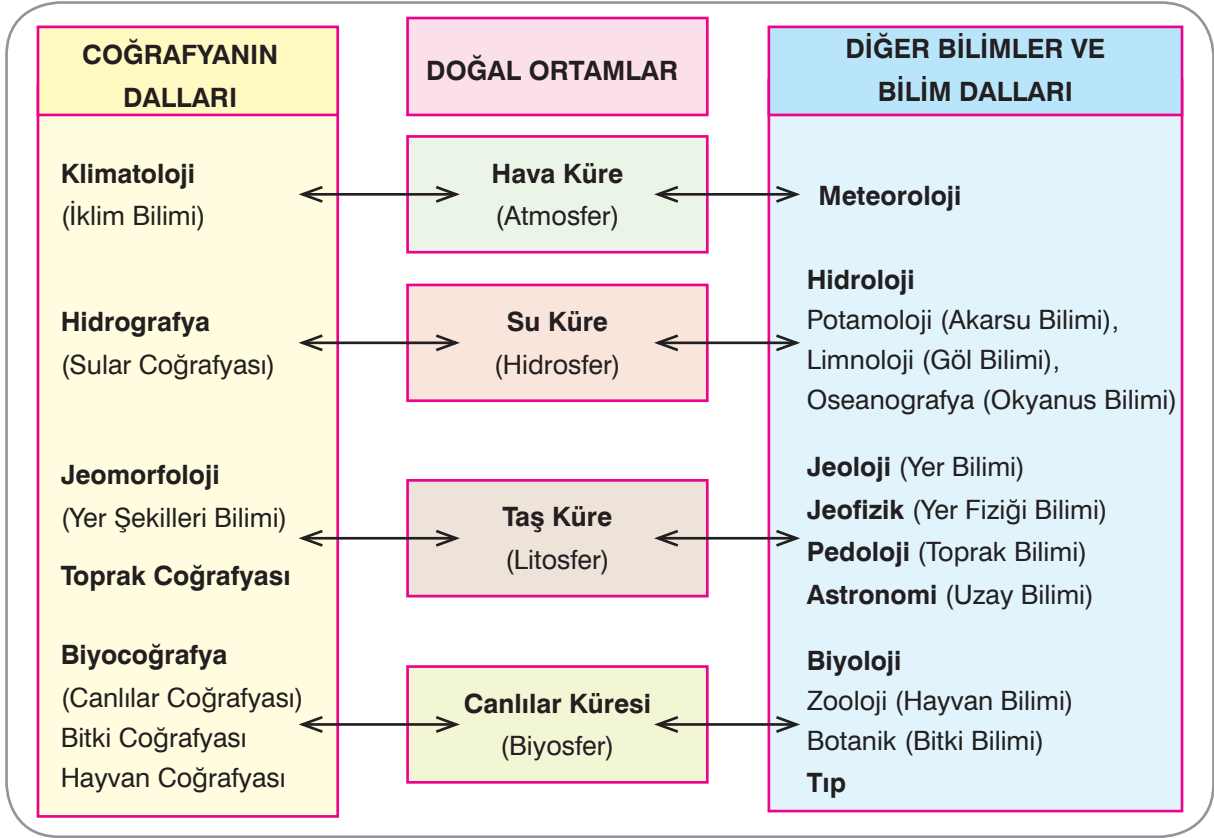 COĞRAFYANIN
DALLARI
DOĞAL ORTAMLAR
DİĞER BİLİMLER VE
BİLİM DALLARI
Klimatoloji
(İklim Bilimi)
Hava Küre
(Atmosfer)
Meteoroloji
Hidrografya
(Sular Coğrafyası)
Su Küre
(Hidrosfer)
Hidroloji
Potamoloji (Akarsu Bilimi),
Limnoloji (Göl Bilimi),
Oseanografya (Okyanus Bilimi)
Jeomorfoloji
(Yer Şekilleri Bilimi)
Toprak Coğrafyası
Taş Küre
(Litosfer)
Jeoloji (Yer Bilimi)
Jeofizik (Yer Fiziği Bilimi)
Pedoloji (Toprak Bilimi)
Astronomi (Uzay Bilimi)
Biyocoğrafya
(Canlılar Coğrafyası)
Bitki Coğrafyası
Hayvan Coğrafyası
Canlılar Küresi
(Biyosfer)
Biyoloji
Zooloji (Hayvan Bilimi)
Botanik (Bitki Bilimi)
Tıp